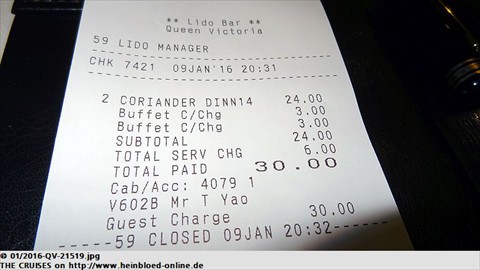 ** Lido Bar **
Queen Victoria
59 LIDO MANAGER
CHK 7421 09JAN'16 20:31
2 CORIANDER DINN14 24.00
Buffet C/Chg 3.00
Buffet C/Chg 3.00
SUBTOTAL 24.00
TOTAL SERV CHG 6.00
TOTAL PAID 30.00
Cab/Acc: 4079 1
V602B Mr T Yao
Guest Charge 30.00
-----59 CLOSED 09JAN 20:32------
© 01/2016-QV-21519.jpg
THE CRUISES on http://www.heinbloed-online.de